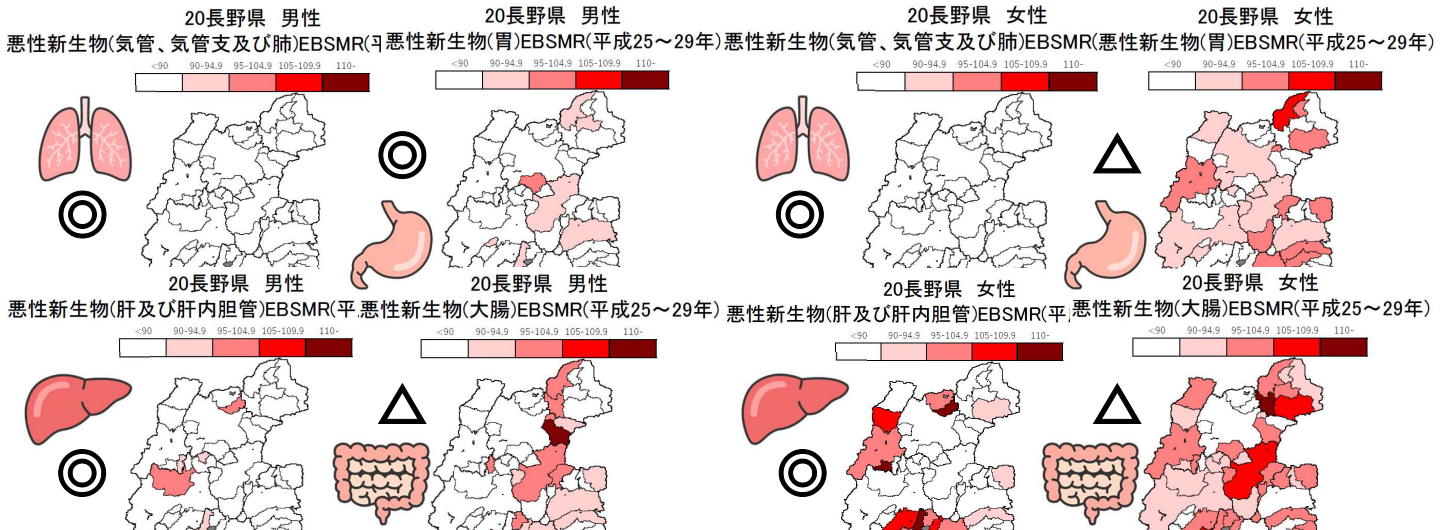 20長野県 男性
悪性新生物(気管、気管支及び肺)EBSMR(平
<90 90-94.9 95-104.9 105-109.9 110-
20長野県 男性
悪性新生物(胃)EBSMR(平成25～29年)
<90 90-94.9 95-104.9 105-109.9 110-
20長野県 女性
悪性新生物(気管、気管支及び肺)EBSMR(
<90 90-94.9 95-104.9 105-109.9 110-
20長野県 女性
悪性新生物(胃)EBSMR(平成25～29年)
<90 90-94.9 95-104.9 105-109.9 110-
20長野県 男性
悪性新生物(肝及び肝内胆管)EBSMR(平
<90 90-94.9 95-104.9 105-109.9 110-
20長野県 男性
悪性新生物(大腸)EBSMR(平成25～29年)
<90 90-94.9 95-104.9 105-109.9 110-
20長野県 女性
悪性新生物(肝及び肝内胆管)EBSMR(平
<90 90-94.9 95-104.9 105-109.9 110-
20長野県 女性
悪性新生物(大腸)EBSMR(平成25～29年)
<90 90-94.9 95-104.9 105-109.9 110-